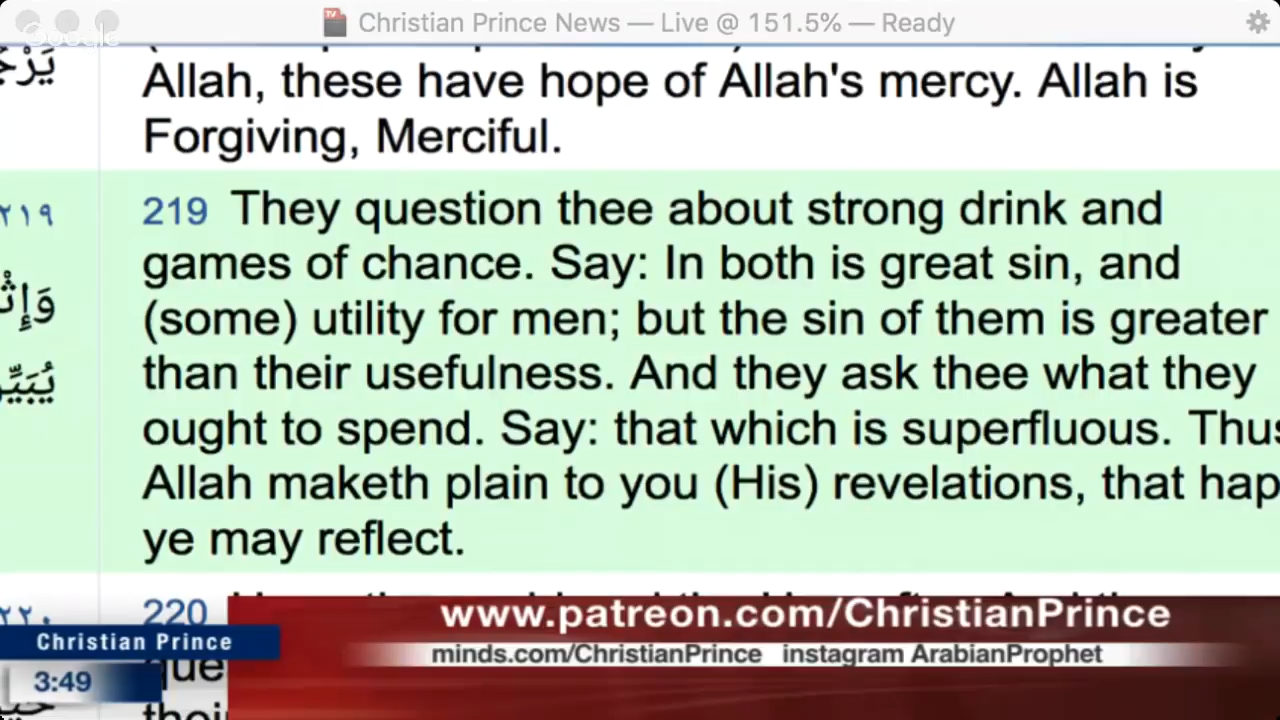 Google
Christian Prince News — Live @ 151.5% — Ready
Allah, these have hope of Allah's mercy. Allah is
Forgiving, Merciful.
٢١٩
219 They question thee about strong drink and
games of chance. Say: In both is great sin, and
(some) utility for men; but the sin of them is greater
than their usefulness. And they ask thee what they
ought to spend. Say: that which is superfluous. Thus
Allah maketh plain to you (His) revelations, that hap
ye may reflect.
٢٢٠
220
www.patreon.com/ChristianPrince
Christian Prince
minds.com/ChristianPrince instagram ArabianProphet
que
3:49
thei